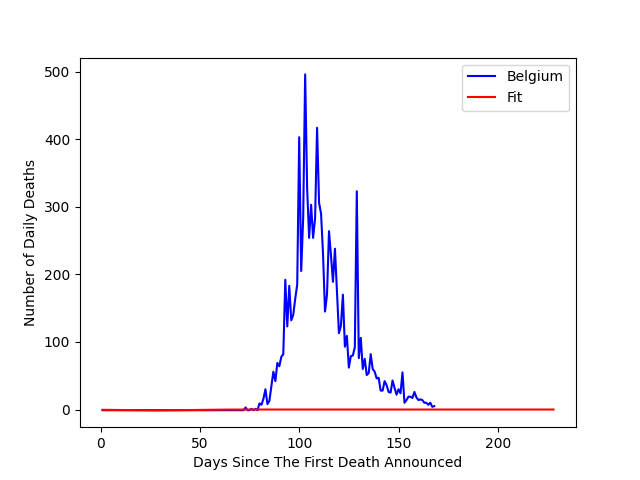 Belgium
Fit
Number of Daily Deaths
500
400
300
200
100
0
0 50 100 150 200
Days Since The First Death Announced